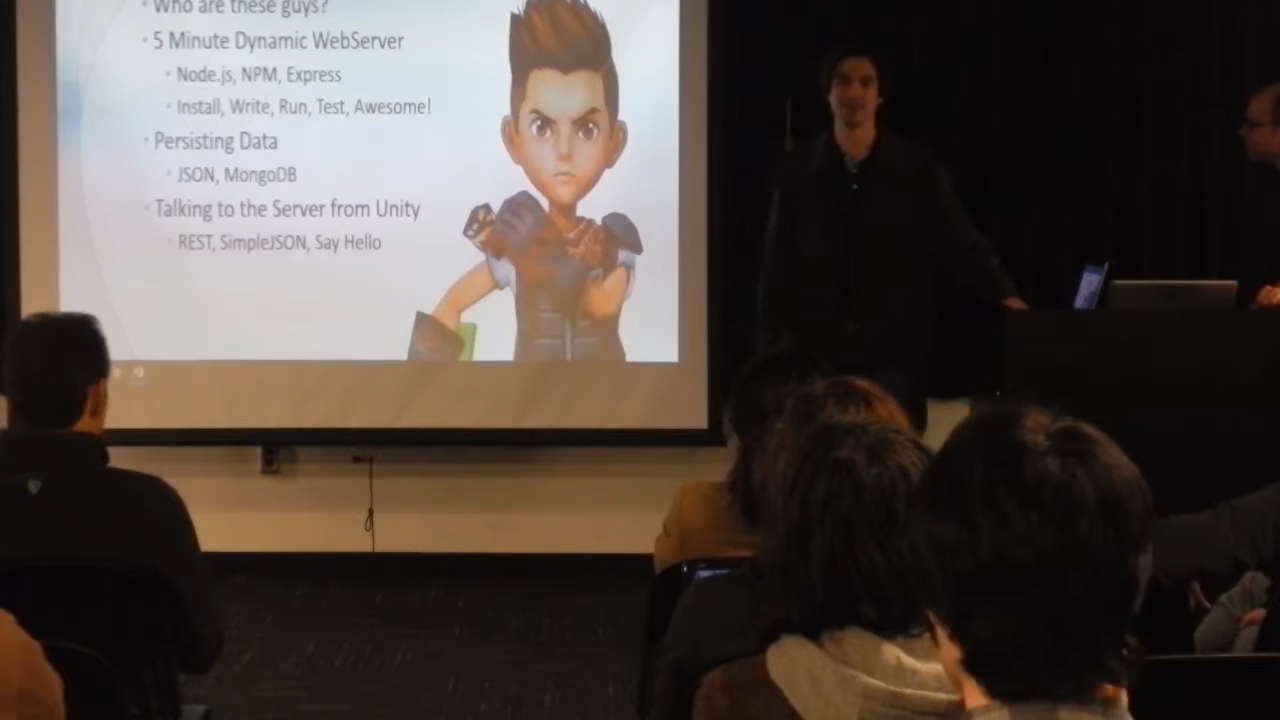 • Who are these guys?
• 5 Minute Dynamic WebServer
• Node.js, NPM, Express
• Install, Write, Run, Test, Awesome!
• Persisting Data
• JSON, MongoDB
• Talking to the Server from Unity
• REST, SimpleJSON, Say Hello